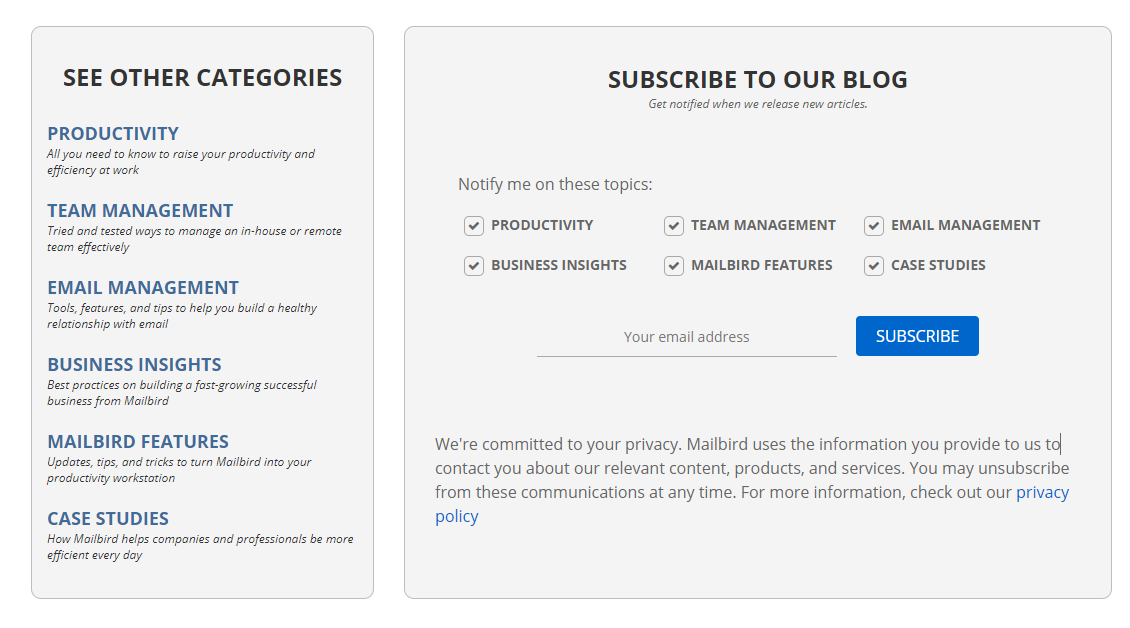 SEE OTHER CATEGORIES
PRODUCTIVITY
All you need to know to raise your productivity and
efficiency at work
TEAM MANAGEMENT
Tried and tested ways to manage an in-house or remote
team effectively
EMAIL MANAGEMENT
Tools, features, and tips to help you build a healthy
relationship with email
BUSINESS INSIGHTS
Best practices on building a fast-growing successful
business from Mailbird
MAILBIRD FEATURES
Updates, tips, and tricks to turn Mailbird into your
productivity workstation
CASE STUDIES
How Mailbird helps companies and professionals be more
efficient every day
SUBSCRIBE TO OUR BLOG
Get notified when we release new articles.
Notify me on these topics:
PRODUCTIVITY TEAM MANAGEMENT EMAIL MANAGEMENT
BUSINESS INSIGHTS MAILBIRD FEATURES CASE STUDIES
Your email address SUBSCRIBE
We're committed to your privacy. Mailbird uses the information you provide to us to
contact you about our relevant content, products, and services. You may unsubscribe
from these communications at any time. For more information, check out our privacy
policy